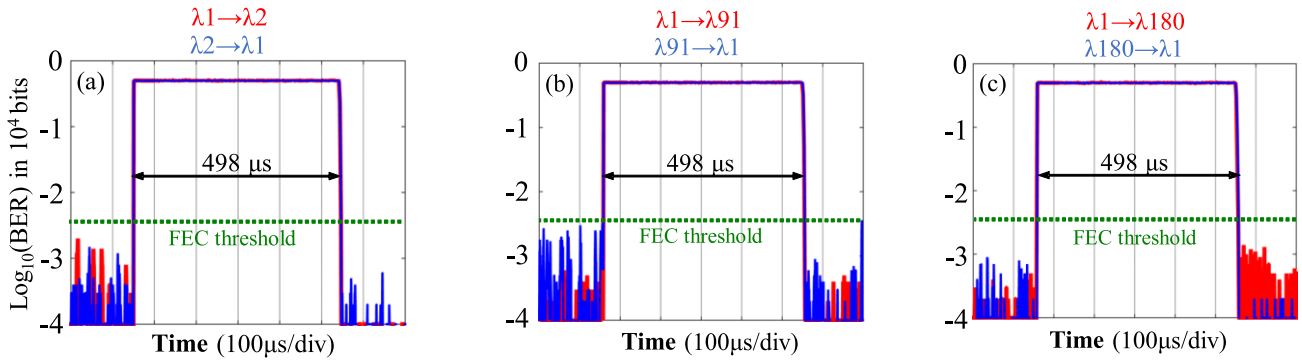 λ1→λ2
λ2→λ1
λ1→λ91
λ91→λ1
λ1→λ180
λ180→λ1
Log₁₀(BER) in 10⁴ bits
0
-1
-2
-3
-4
(a)
498 μs
FEC threshold
Time (100μs/div)
0
-1
-2
-3
-4
(b)
498 μs
FEC threshold
Time (100μs/div)
0
-1
-2
-3
-4
(c)
498 μs
FEC threshold
Time (100μs/div)